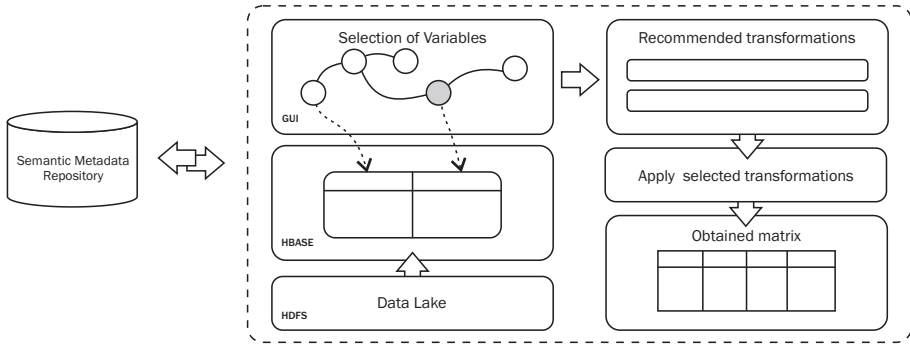 Semantic Metadata
Repository
Selection of Variables
GUI
HBASE
Data Lake
HDFS
Recommended transformations
Apply selected transformations
Obtained matrix